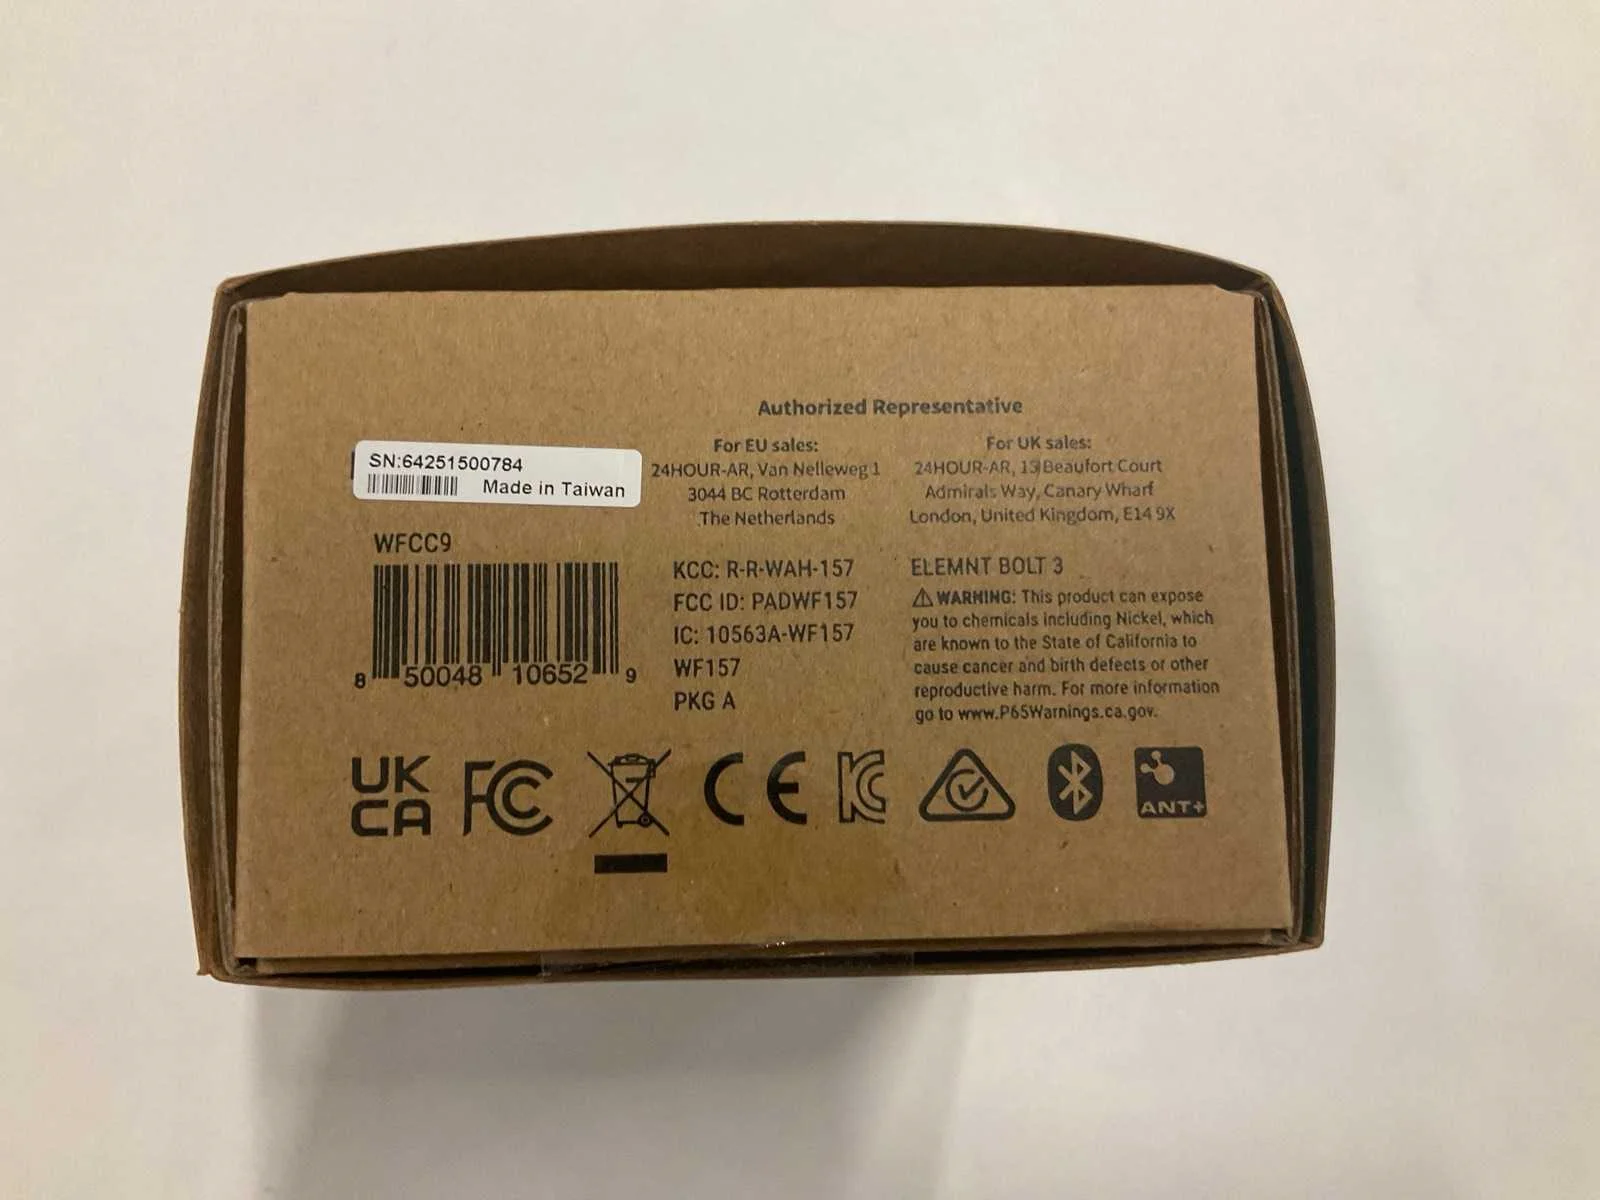 Authorized Representative
For EU sales:
24HOUR-AR, Van Nelleweg 1
3044 BC Rotterdam
The Netherlands
For UK sales:
24HOUR-AR, 15 Beaufort Court
Admirals Way, Canary Wharf
London, United Kingdom, E14 9X
SN:64251500784
Made in Taiwan
WFCC9
8 50048 10652 9
KCC: R-R-WAH-157
FCC ID: PADWF157
IC: 10563A-WF157
WF157
PKG A
ELEMNT BOLT 3
⚠ WARNING: This product can expose
you to chemicals including Nickel, which
are known to the State of California to
cause cancer and birth defects or other
reproductive harm. For more information
go to www.P65Warnings.ca.gov.
UK
CA
FC
CE
KC
ANT+